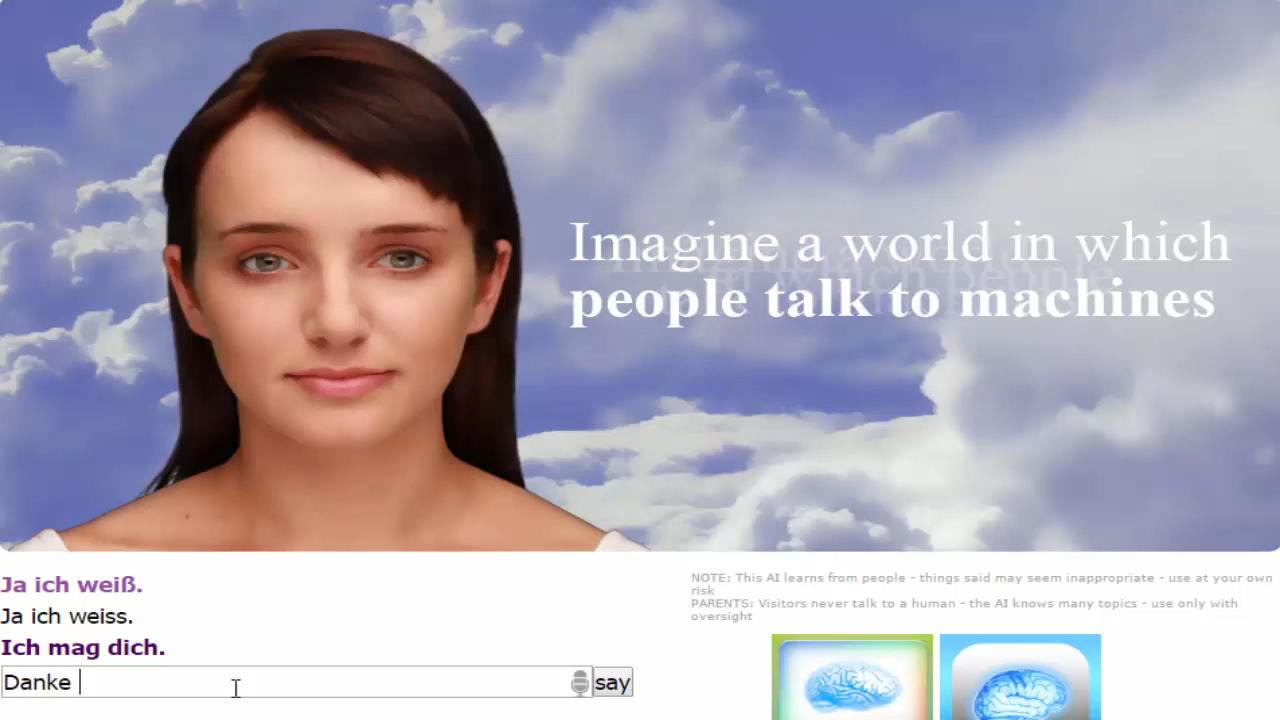 Imagine a world in which
people talk to machines
Ja ich weiß.
Ja ich weiss.
Ich mag dich.
Danke
say
NOTE: This AI learns from people - things said may seem inappropriate - use at your own
risk
PARENTS: Visitors never talk to a human - the AI knows many topics - use only with
oversight